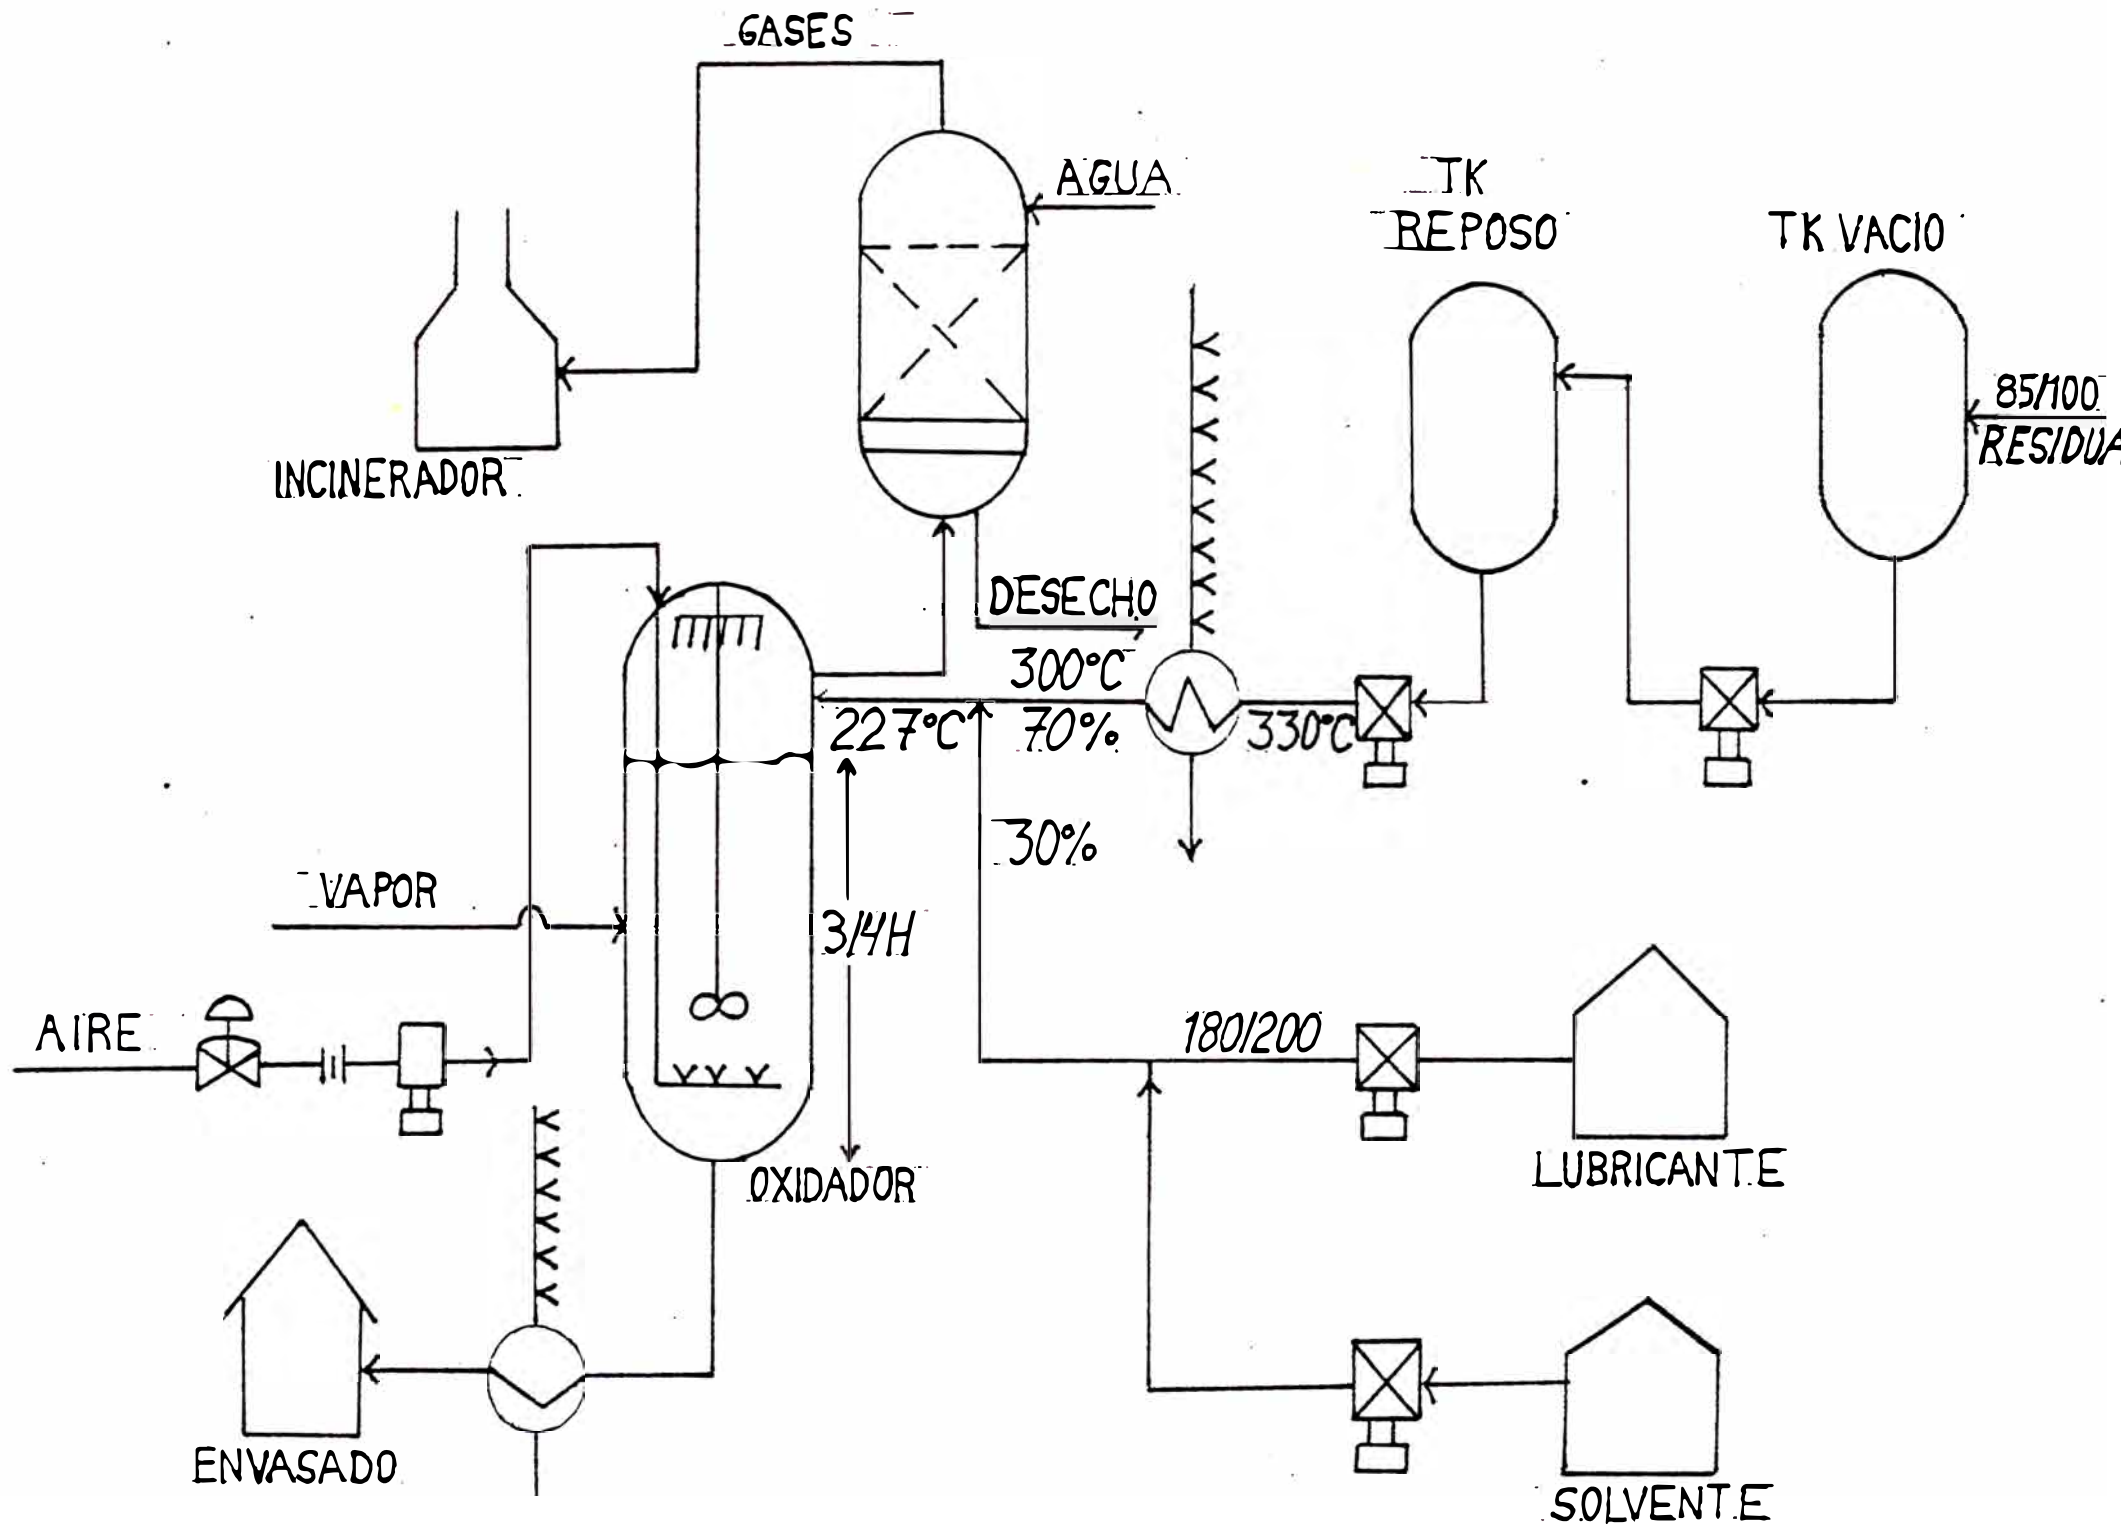 GASES
AGUA
TK
REPOSO
TK VACIO
85/100
RESIDUA
INCINERADOR
DESECHO
300°C
227°C
70%
330°C
30%
VAPOR
3/4H
AIRE
180/200
OXIDADOR
LUBRICANTE
ENVASADO
SOLVENTE